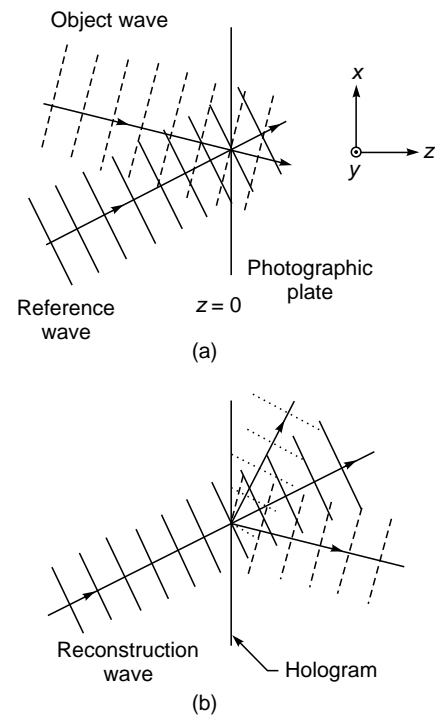 Object wave
x
z
y
Photographic
plate
Reference
wave
z = 0
(a)
Reconstruction
wave
Hologram
(b)